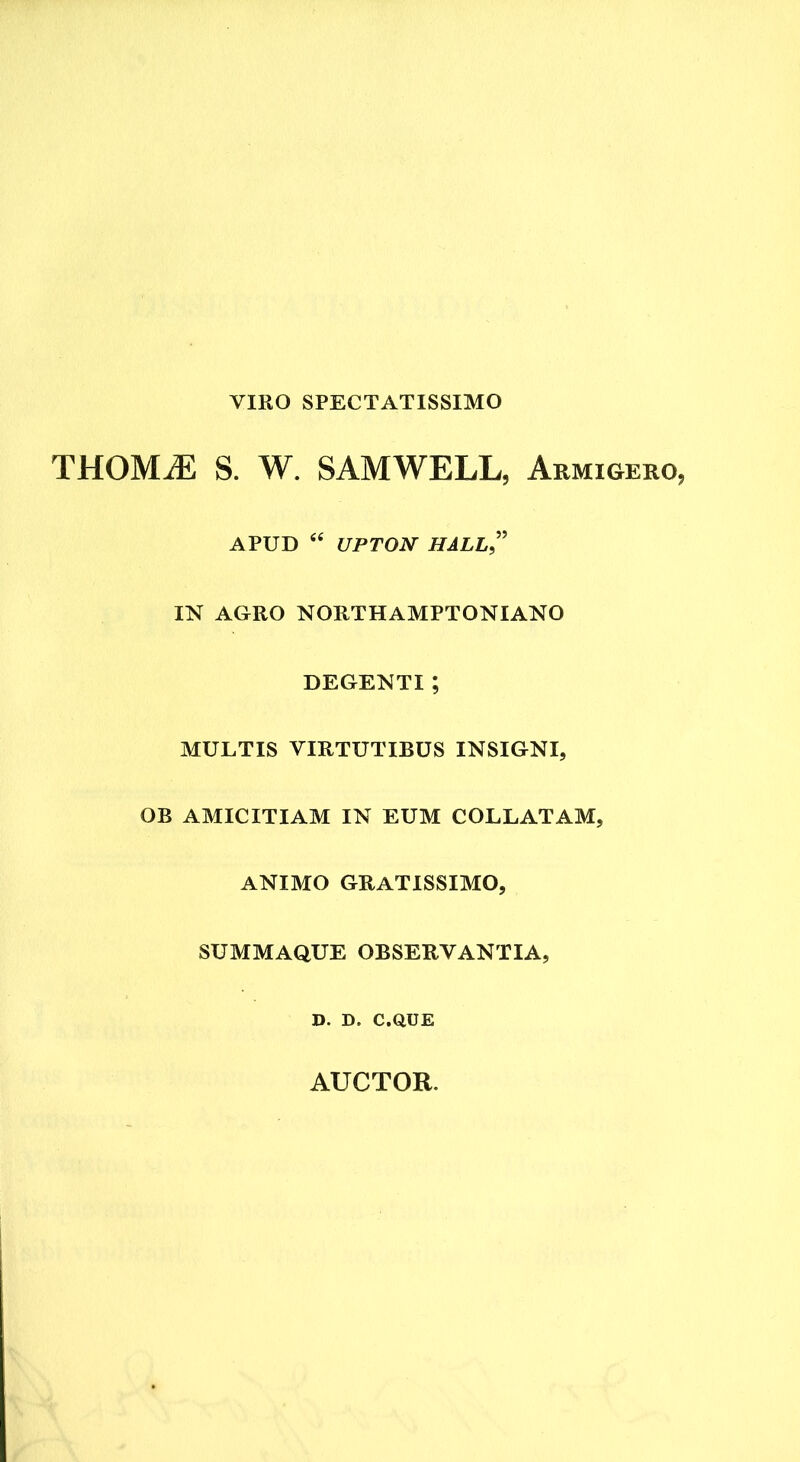 VIRO SPECTATISSIMO
THOMÆ S. W. SAMWELL, ARMIGERO,
APUD “ UPTON HALL,”
IN AGRO NORTHAMPTONIANO
DEGENTI ;
MULTIS VIRTUTIBUS INSIGNI,
OB AMICITIAM IN EUM COLLATAM,
ANIMO GRATISSIMO,
SUMMAQUE OBSERVANTIA,
D. D. C.QUE
AUCTOR.